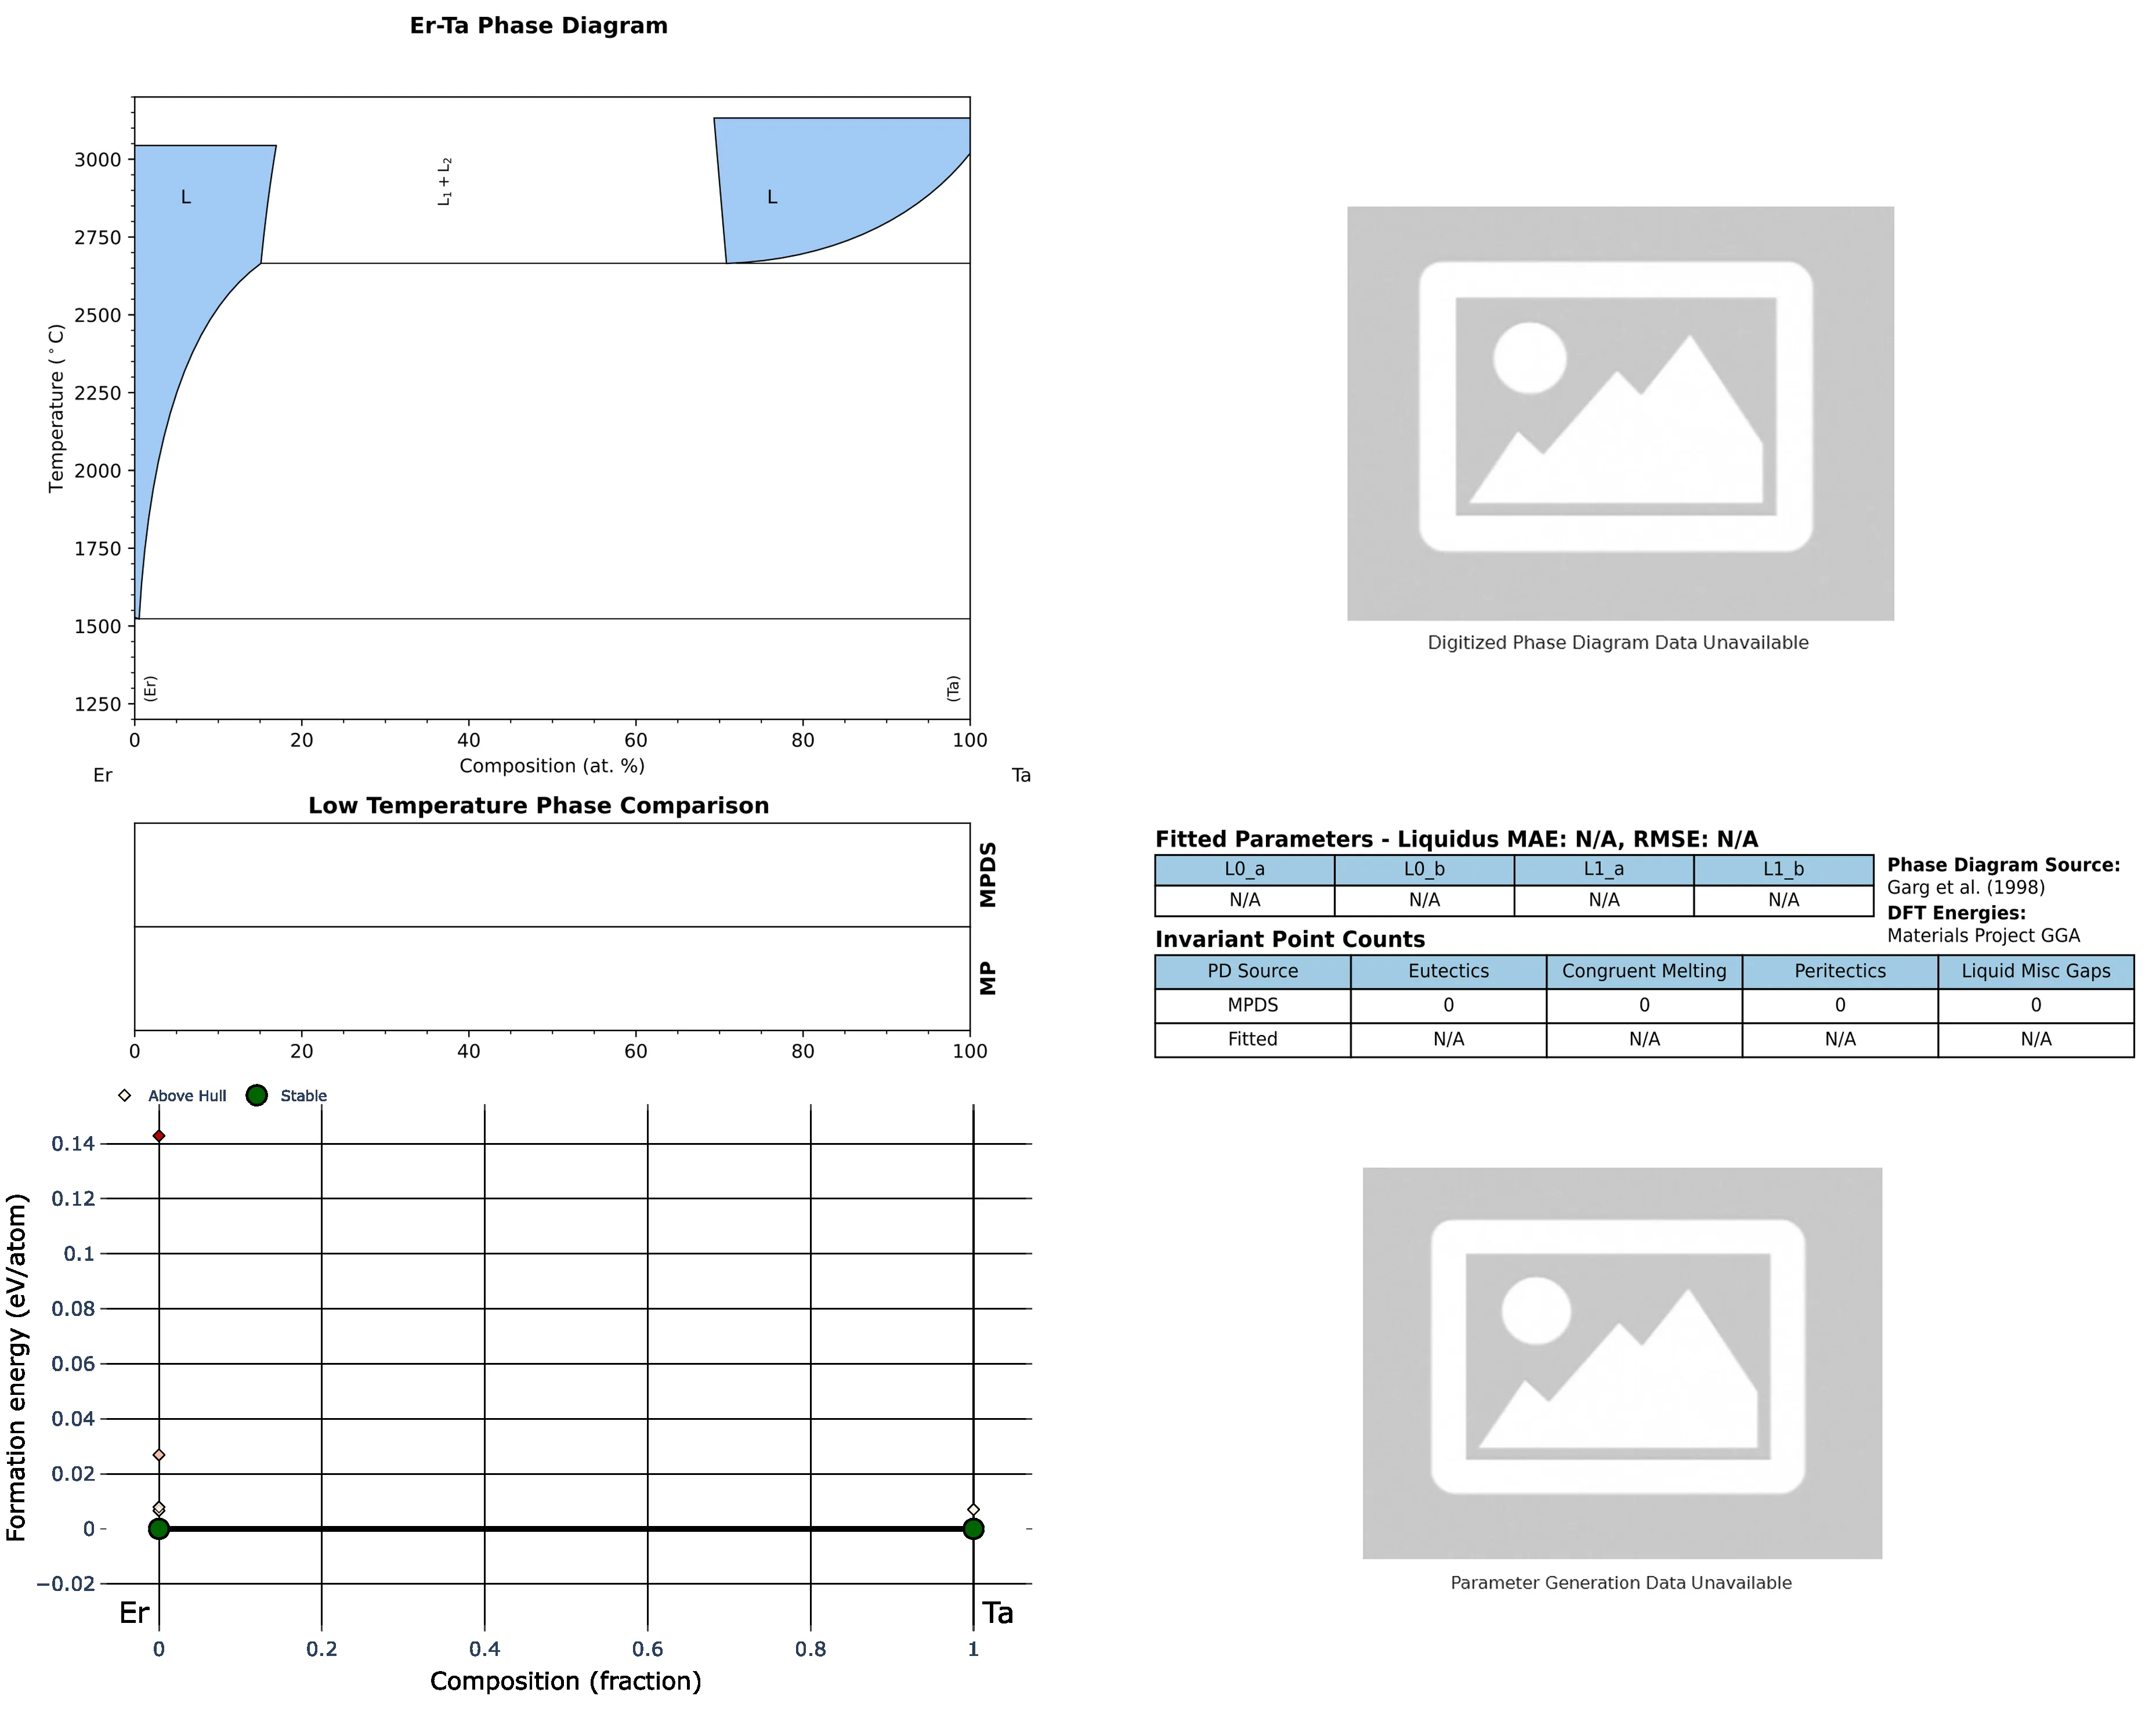 Er-Ta Phase Diagram
Temperature (°C)
3000
2750
2500
2250
2000
1750
1500
1250
L
L₁ + L₂
L
(Er)
(Ta)
0 20 40 60 80 100
Composition (at. %)
Er
Ta
Digitized Phase Diagram Data Unavailable
Low Temperature Phase Comparison
MPDS
MP
0 20 40 60 80 100
Fitted Parameters - Liquidus MAE: N/A, RMSE: N/A
L0_a L0_b L1_a L1_b
N/A N/A N/A N/A
Phase Diagram Source:
Garg et al. (1998)
DFT Energies:
Materials Project GGA
Invariant Point Counts
PD Source Eutectics Congruent Melting Peritectics Liquid Misc Gaps
MPDS 0 0 0 0
Fitted N/A N/A N/A N/A
Above Hull Stable
Formation energy (eV/atom)
0.14
0.12
0.1
0.08
0.06
0.04
0.02
0
−0.02
Er
Ta
0 0.2 0.4 0.6 0.8 1
Composition (fraction)
Parameter Generation Data Unavailable